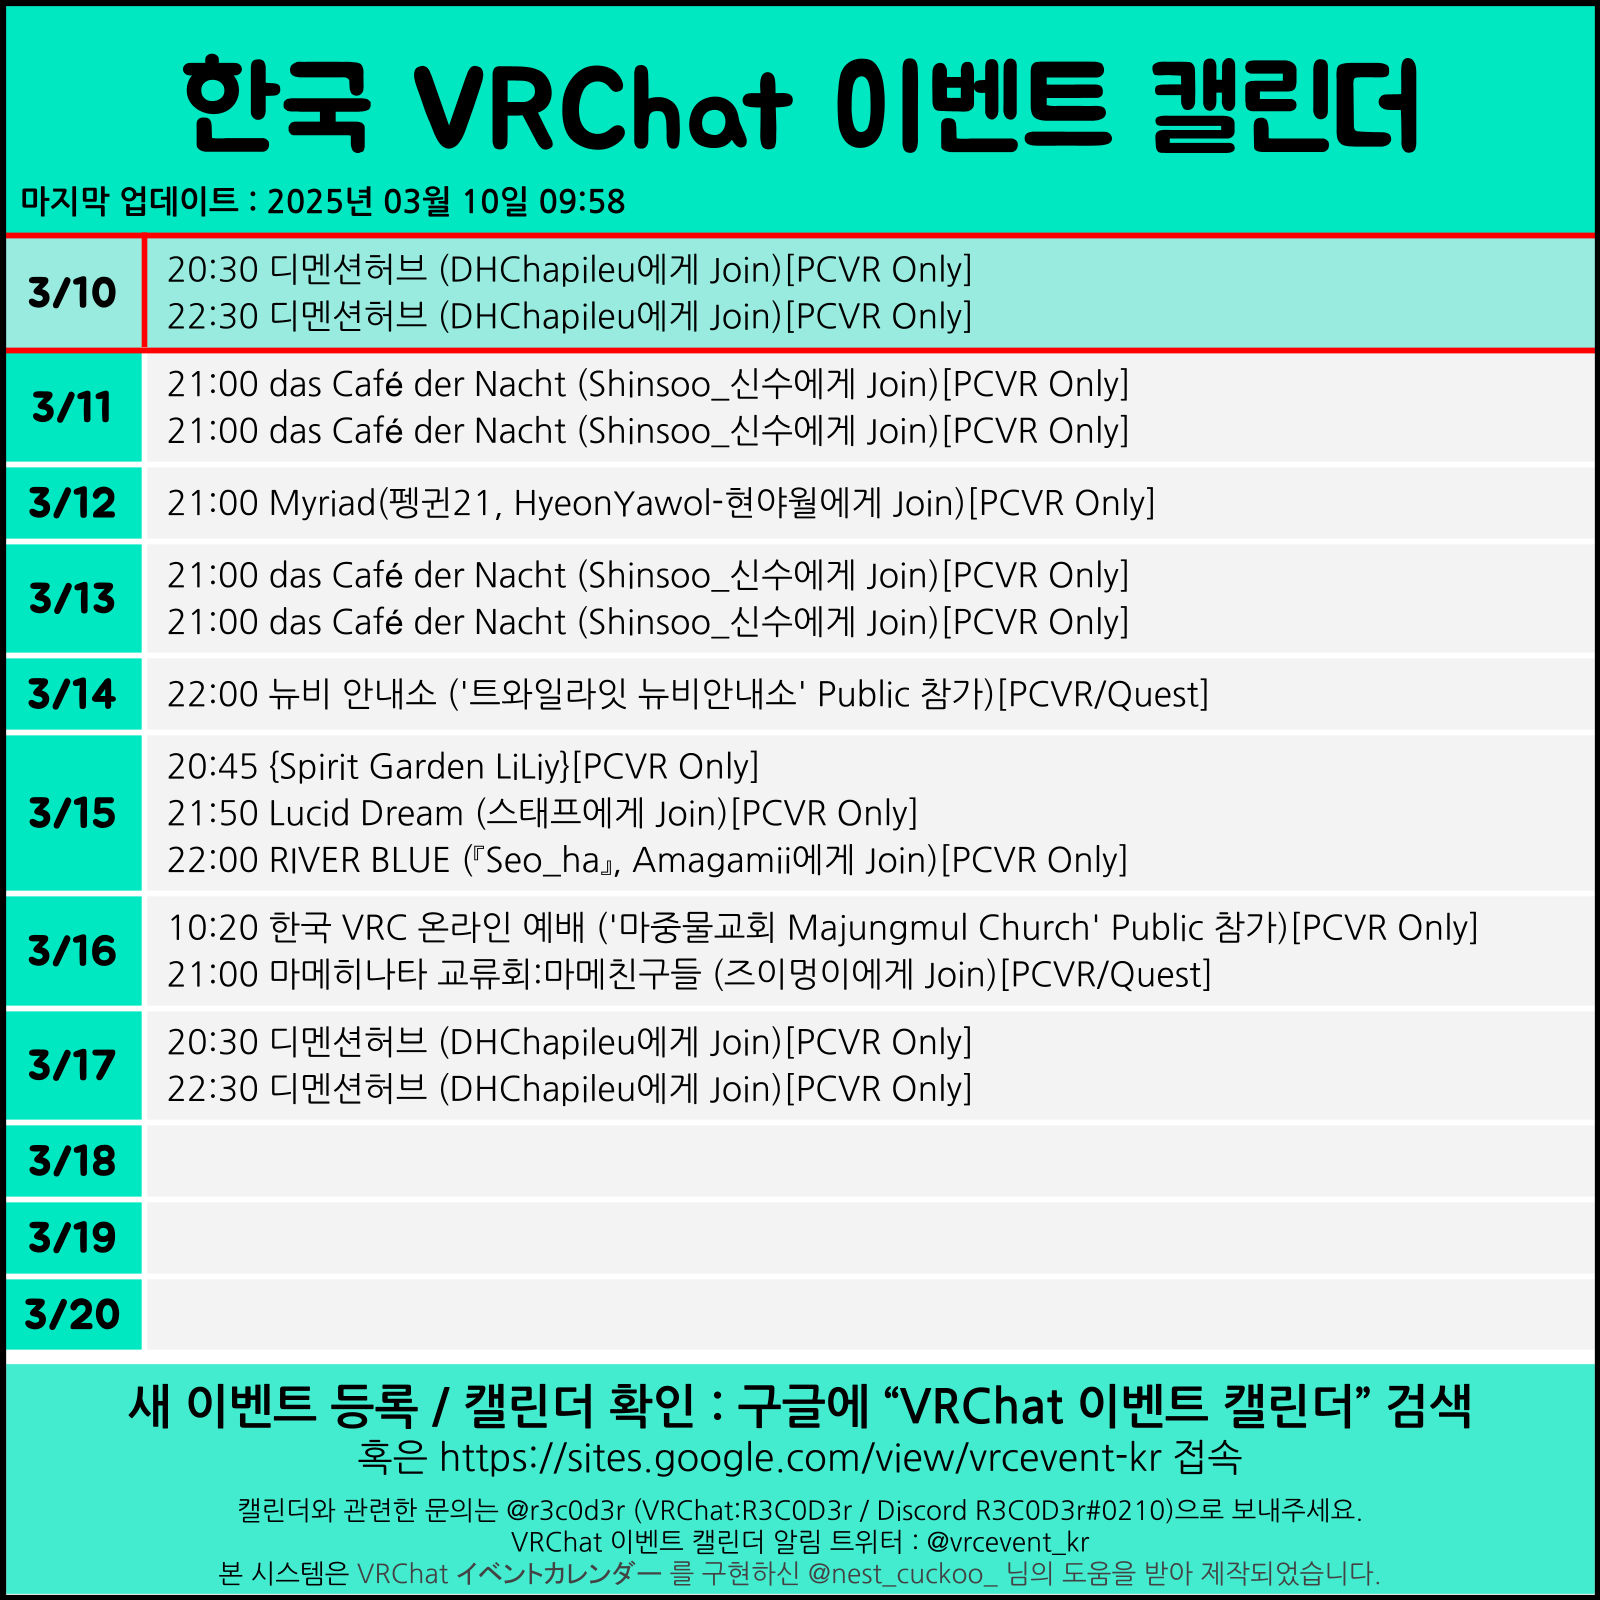 한국 VRChat 이벤트 캘린더
마지막 업데이트 : 2025년 03월 10일 09:58
3/10
20:30 디멘션허브 (DHChapileu에게 Join)[PCVR Only]
22:30 디멘션허브 (DHChapileu에게 Join)[PCVR Only]
3/11
21:00 das Café der Nacht (Shinsoo_신수에게 Join)[PCVR Only]
21:00 das Café der Nacht (Shinsoo_신수에게 Join)[PCVR Only]
3/12
21:00 Myriad(펭귄21, HyeonYawol-현야월에게 Join)[PCVR Only]
3/13
21:00 das Café der Nacht (Shinsoo_신수에게 Join)[PCVR Only]
21:00 das Café der Nacht (Shinsoo_신수에게 Join)[PCVR Only]
3/14
22:00 뉴비 안내소 ('트와일라잇 뉴비안내소' Public 참가)[PCVR/Quest]
3/15
20:45 {Spirit Garden LiLiy}[PCVR Only]
21:50 Lucid Dream (스태프에게 Join)[PCVR Only]
22:00 RIVER BLUE (『Seo_ha』, Amagamii에게 Join)[PCVR Only]
3/16
10:20 한국 VRC 온라인 예배 ('마중물교회 Majungmul Church' Public 참가)[PCVR Only]
21:00 마메히나타 교류회:마메친구들 (즈이멍이에게 Join)[PCVR/Quest]
3/17
20:30 디멘션허브 (DHChapileu에게 Join)[PCVR Only]
22:30 디멘션허브 (DHChapileu에게 Join)[PCVR Only]
3/18
3/19
3/20
새 이벤트 등록 / 캘린더 확인 : 구글에 “VRChat 이벤트 캘린더” 검색
혹은 https://sites.google.com/view/vrcevent-kr 접속
캘린더와 관련한 문의는 @r3c0d3r (VRChat:R3C0D3r / Discord R3C0D3r#0210)으로 보내주세요.
VRChat 이벤트 캘린더 알림 트위터 : @vrcevent_kr
본 시스템은 VRChat イベントカレンダー 를 구현하신 @nest_cuckoo_ 님의 도움을 받아 제작되었습니다.